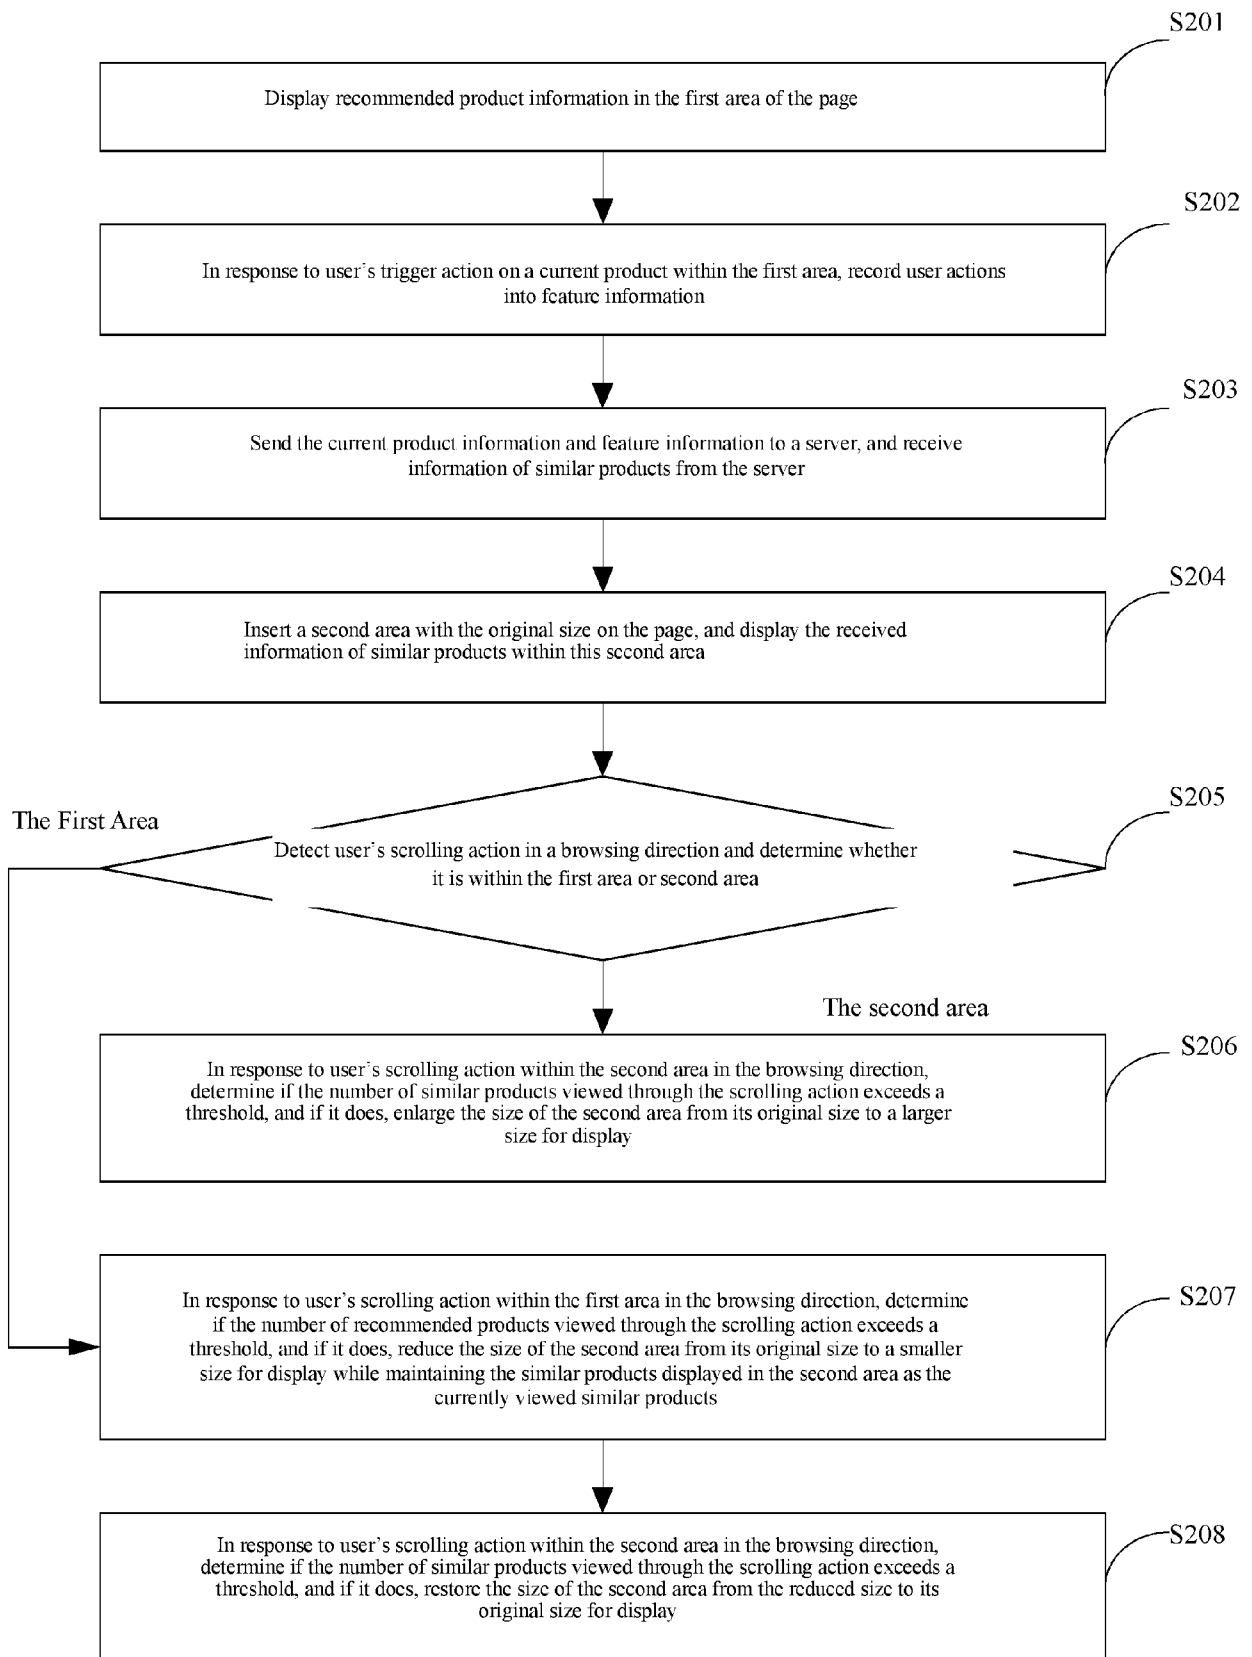 S201
Display recommended product information in the first area of the page
S202
In response to user's trigger action on a current product within the first area, record user actions
into feature information
S203
Send the current product information and feature information to a server, and receive
information of similar products from the server
S204
Insert a second area with the original size on the page, and display the received
information of similar products within this second area
S205
The First Area
Detect user's scrolling action in a browsing direction and determine whether
it is within the first area or second area
The second area
S206
In response to user's scrolling action within the second area in the browsing direction,
determine if the number of similar products viewed through the scrolling action exceeds a
threshold, and if it does, enlarge the size of the second area from its original size to a larger
size for display
S207
In response to user's scrolling action within the first area in the browsing direction, determine
if the number of recommended products viewed through the scrolling action exceeds a
threshold, and if it does, reduce the size of the second area from its original size to a smaller
size for display while maintaining the similar products displayed in the second area as the
currently viewed similar products
S208
In response to user's scrolling action within the second area in the browsing direction,
determine if the number of similar products viewed through the scrolling action exceeds a
threshold, and if it does, restore the size of the second area from the reduced size to its
original size for display